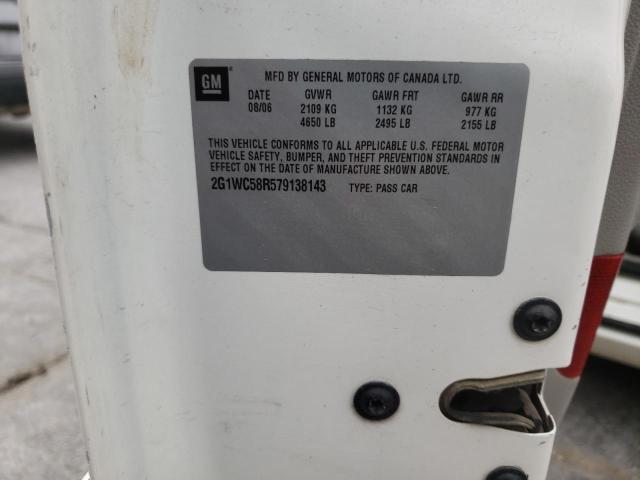 GM
MFD BY GENERAL MOTORS OF CANADA LTD.
DATE GVWR GAWR FRT GAWR RR
08/06 2109 KG 1132 KG 977 KG
4650 LB 2495 LB 2155 LB
THIS VEHICLE CONFORMS TO ALL APPLICABLE U.S. FEDERAL MOTOR
VEHICLE SAFETY, BUMPER, AND THEFT PREVENTION STANDARDS IN
EFFECT ON THE DATE OF MANUFACTURE SHOWN ABOVE.
2G1WC58R579138143 TYPE: PASS CAR